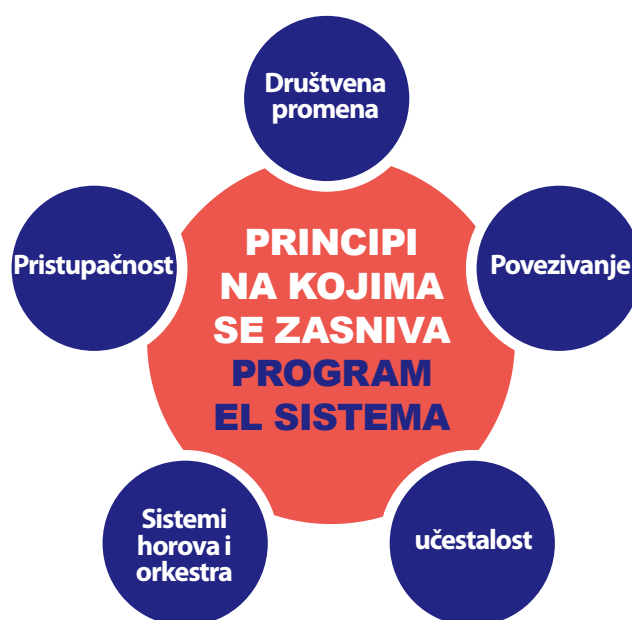 Društvena
promena
Pristupačnost
PRINCIPI
NA KOJIMA
SE ZASNIVA
PROGRAM
EL SISTEMA
Povezivanje
Sistemi
horova i
orkestra
učestalost